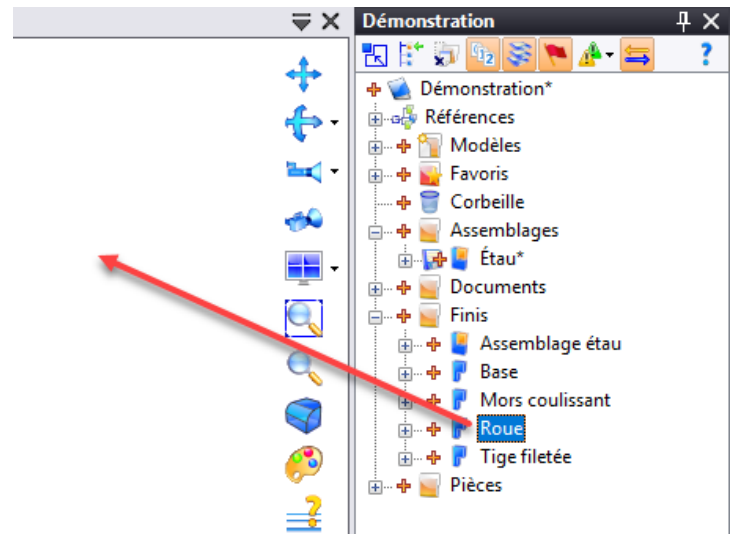 Démonstration
?
Démonstration*
Références
Modèles
Favoris
Corbeille
Assemblages
Étau*
Documents
Finis
Assemblage étau
Base
Mors coulissant
Roue
Tige filetée
Pièces